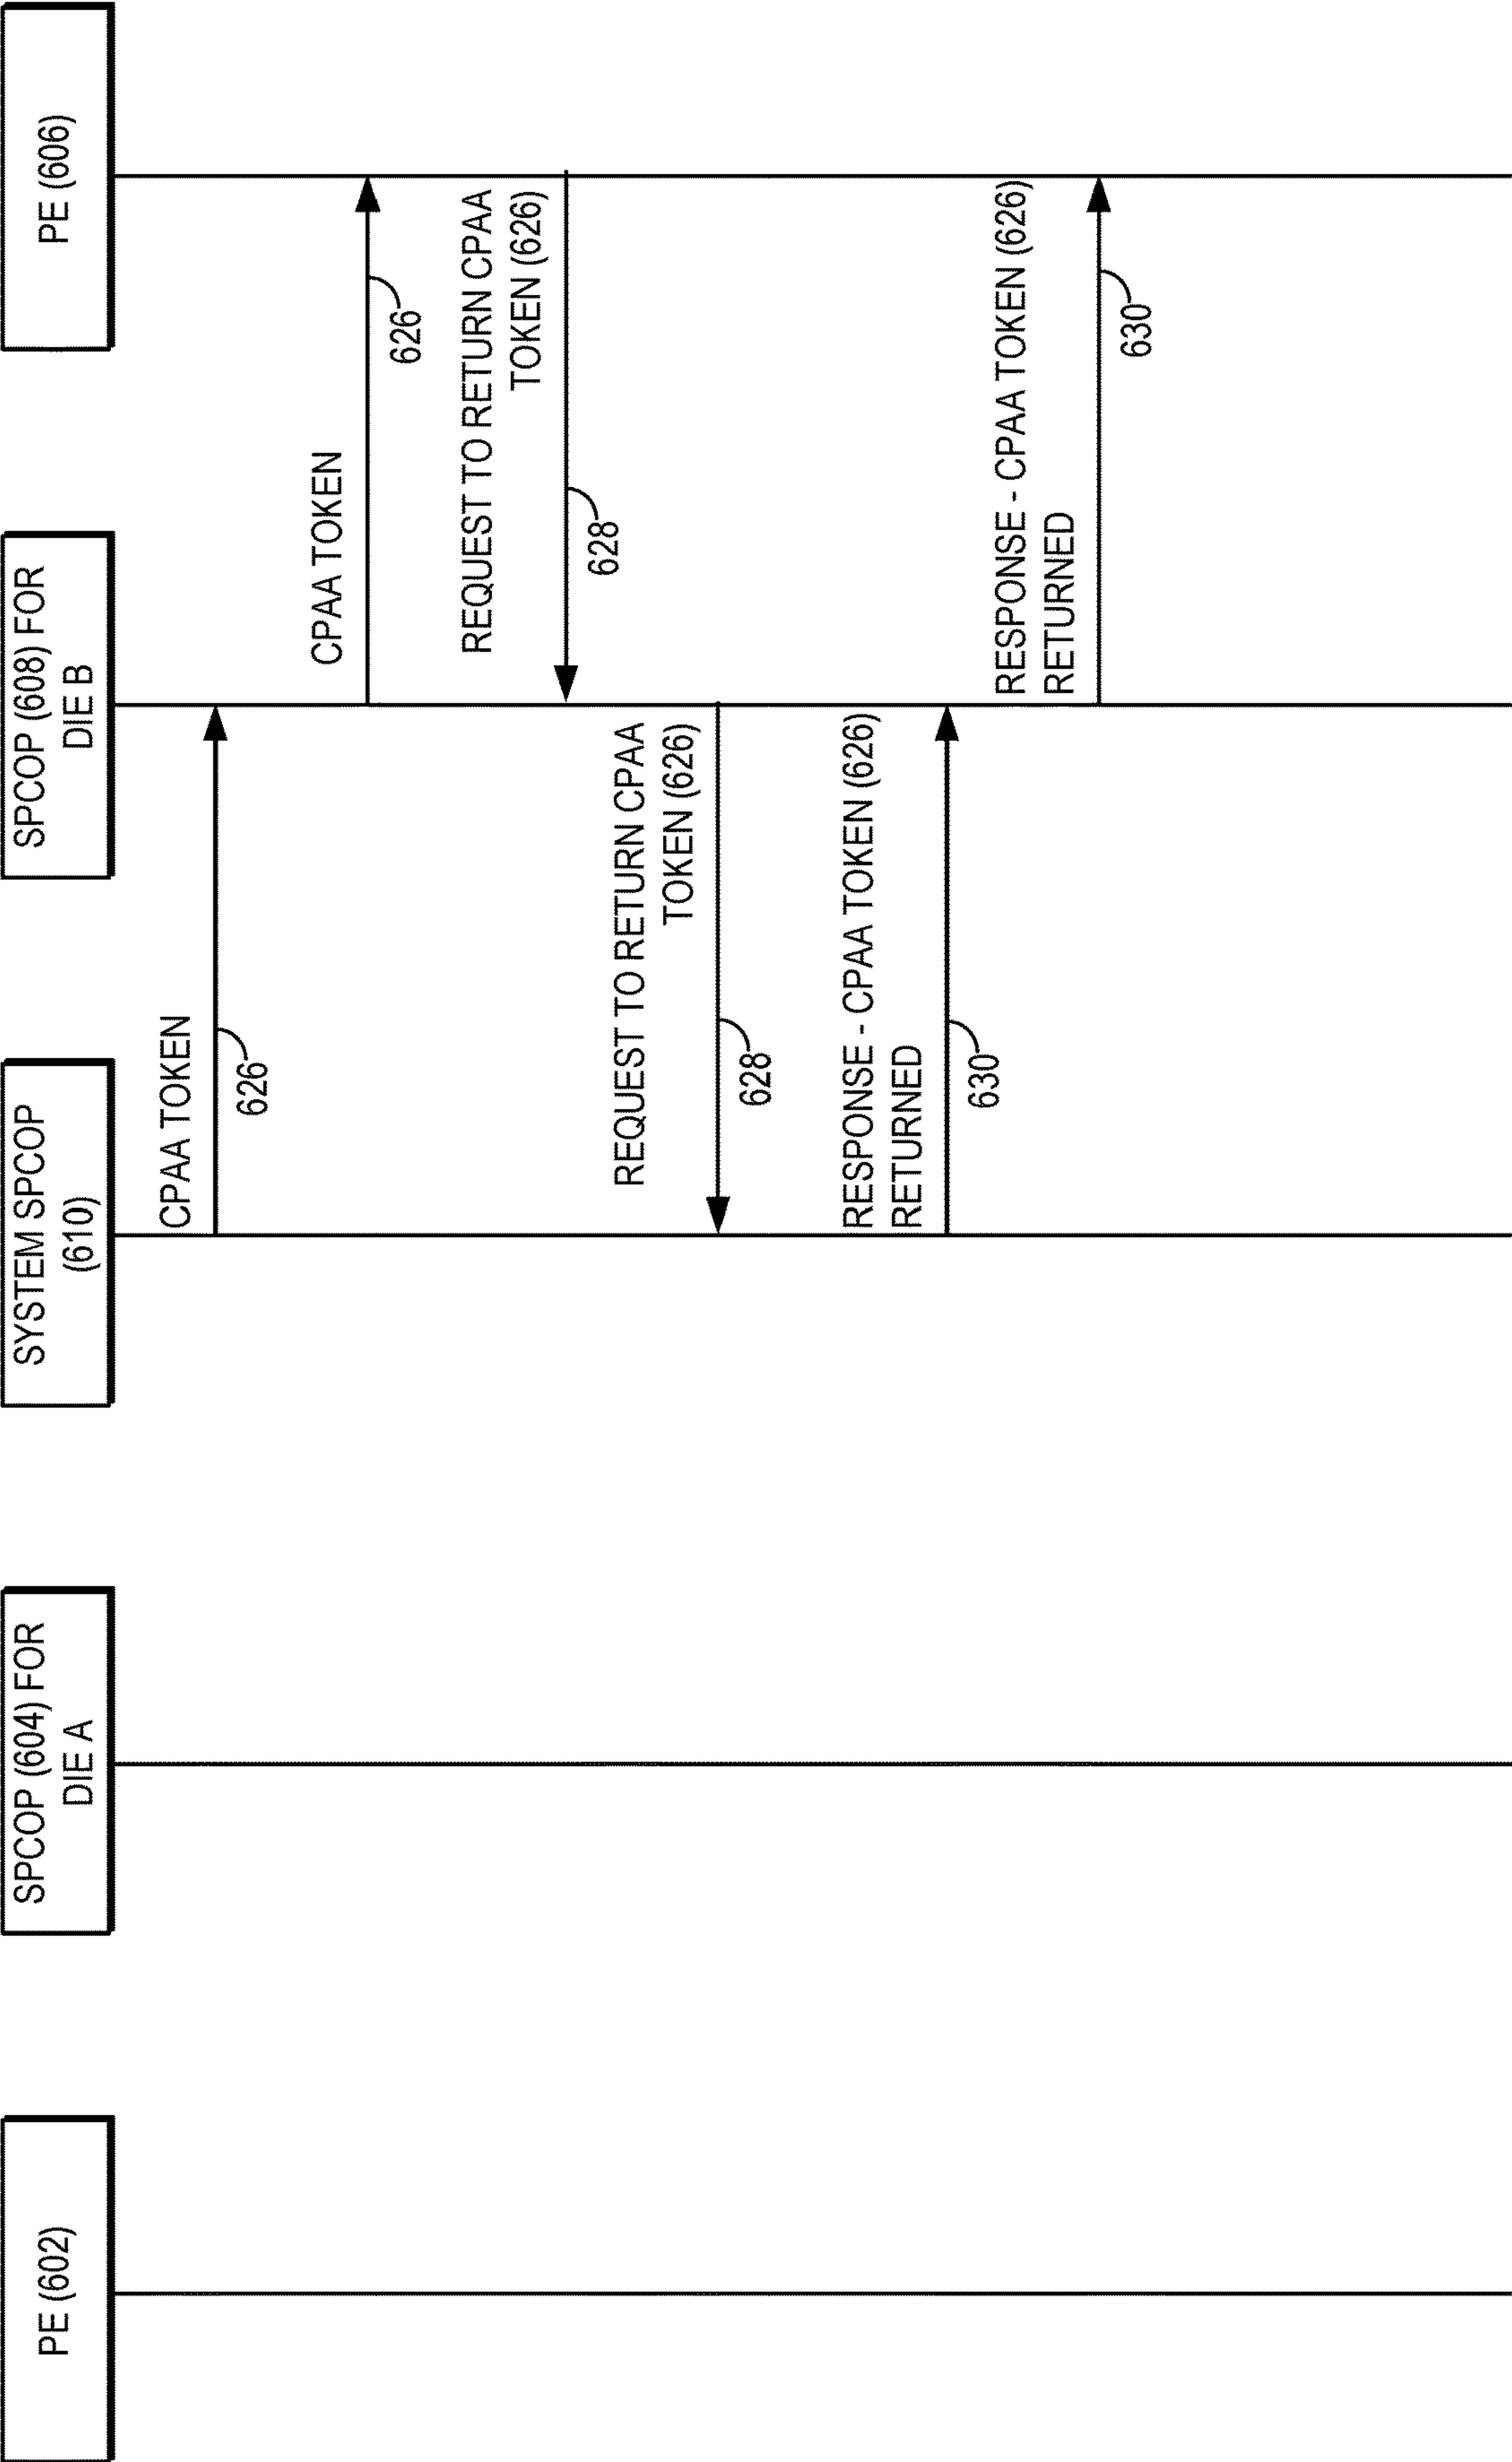 PE (602)
SPCOP (604) FOR
DIE A
SYSTEM SPCOP
(610)
SPCOP (608) FOR
DIE B
PE (606)
CPAA TOKEN
626
CPAA TOKEN
626
REQUEST TO RETURN CPAA
TOKEN (626)
628
REQUEST TO RETURN CPAA
TOKEN (626)
628
RESPONSE - CPAA TOKEN (626)
RETURNED
630
RESPONSE - CPAA TOKEN (626)
RETURNED
630